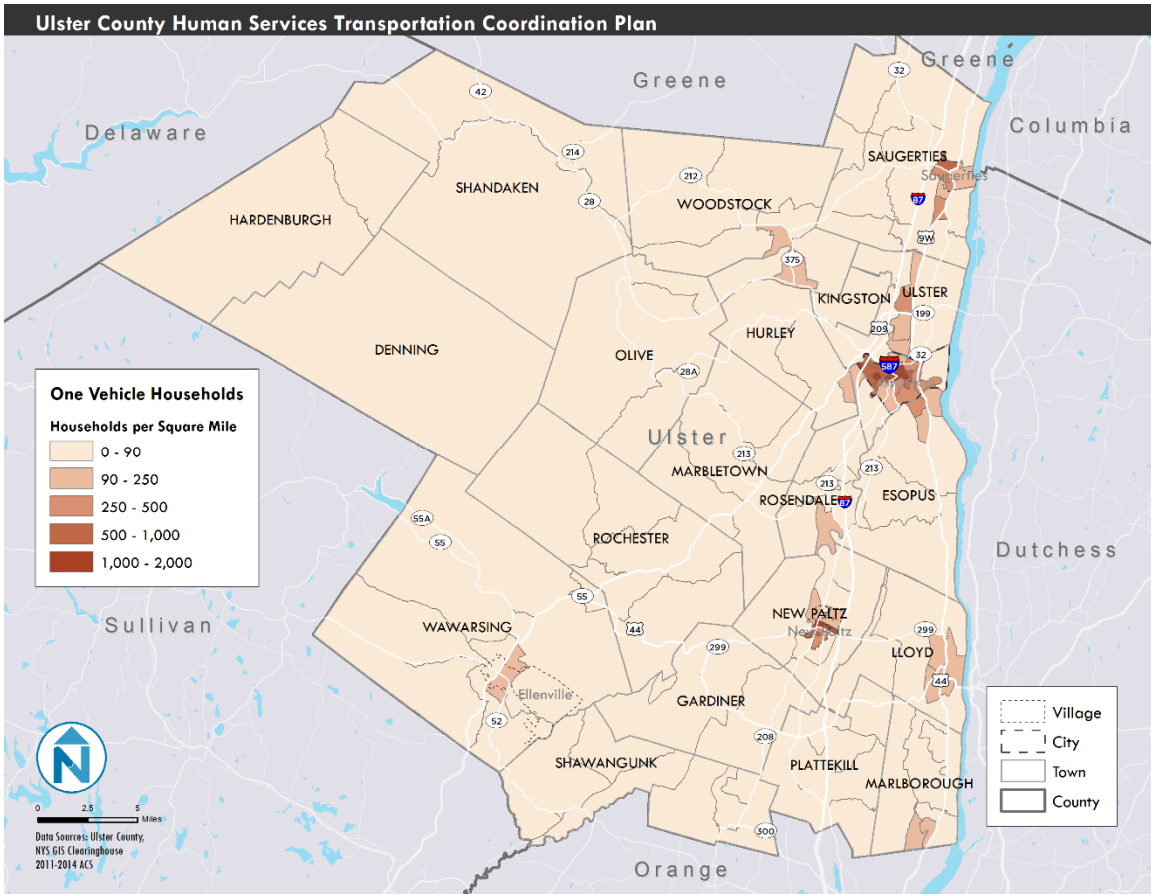 Ulster County Human Services Transportation Coordination Plan
Greene
Greene
32
42
Columbia
Delaware
214
SAUGERTIES
Saugerties
212
SHANDAKEN
28
WOODSTOCK
87
HARDENBURGH
9W
375
KINGSTON
ULSTER
199
209
HURLEY
DENNING
OLIVE
32
587
28A
One Vehicle Households
Households per Square Mile
0 - 90
90 - 250
250 - 500
500 - 1,000
1,000 - 2,000
Ulster
213
MARBLETOWN
213
213
ROSENDALE
87
ESOPUS
55A
55
ROCHESTER
Dutchess
55
44
Sullivan
WAWARSING
NEW PALTZ
New Paltz
299
299
LLOYD
44
Ellenville
GARDINER
52
208
Village
City
Town
County
SHAWANGUNK
PLATTEKILL
MARLBOROUGH
N
0 2.5 5
Miles
Data Sources: Ulster County,
NYS GIS Clearinghouse
2011-2014 ACS
300
Orange